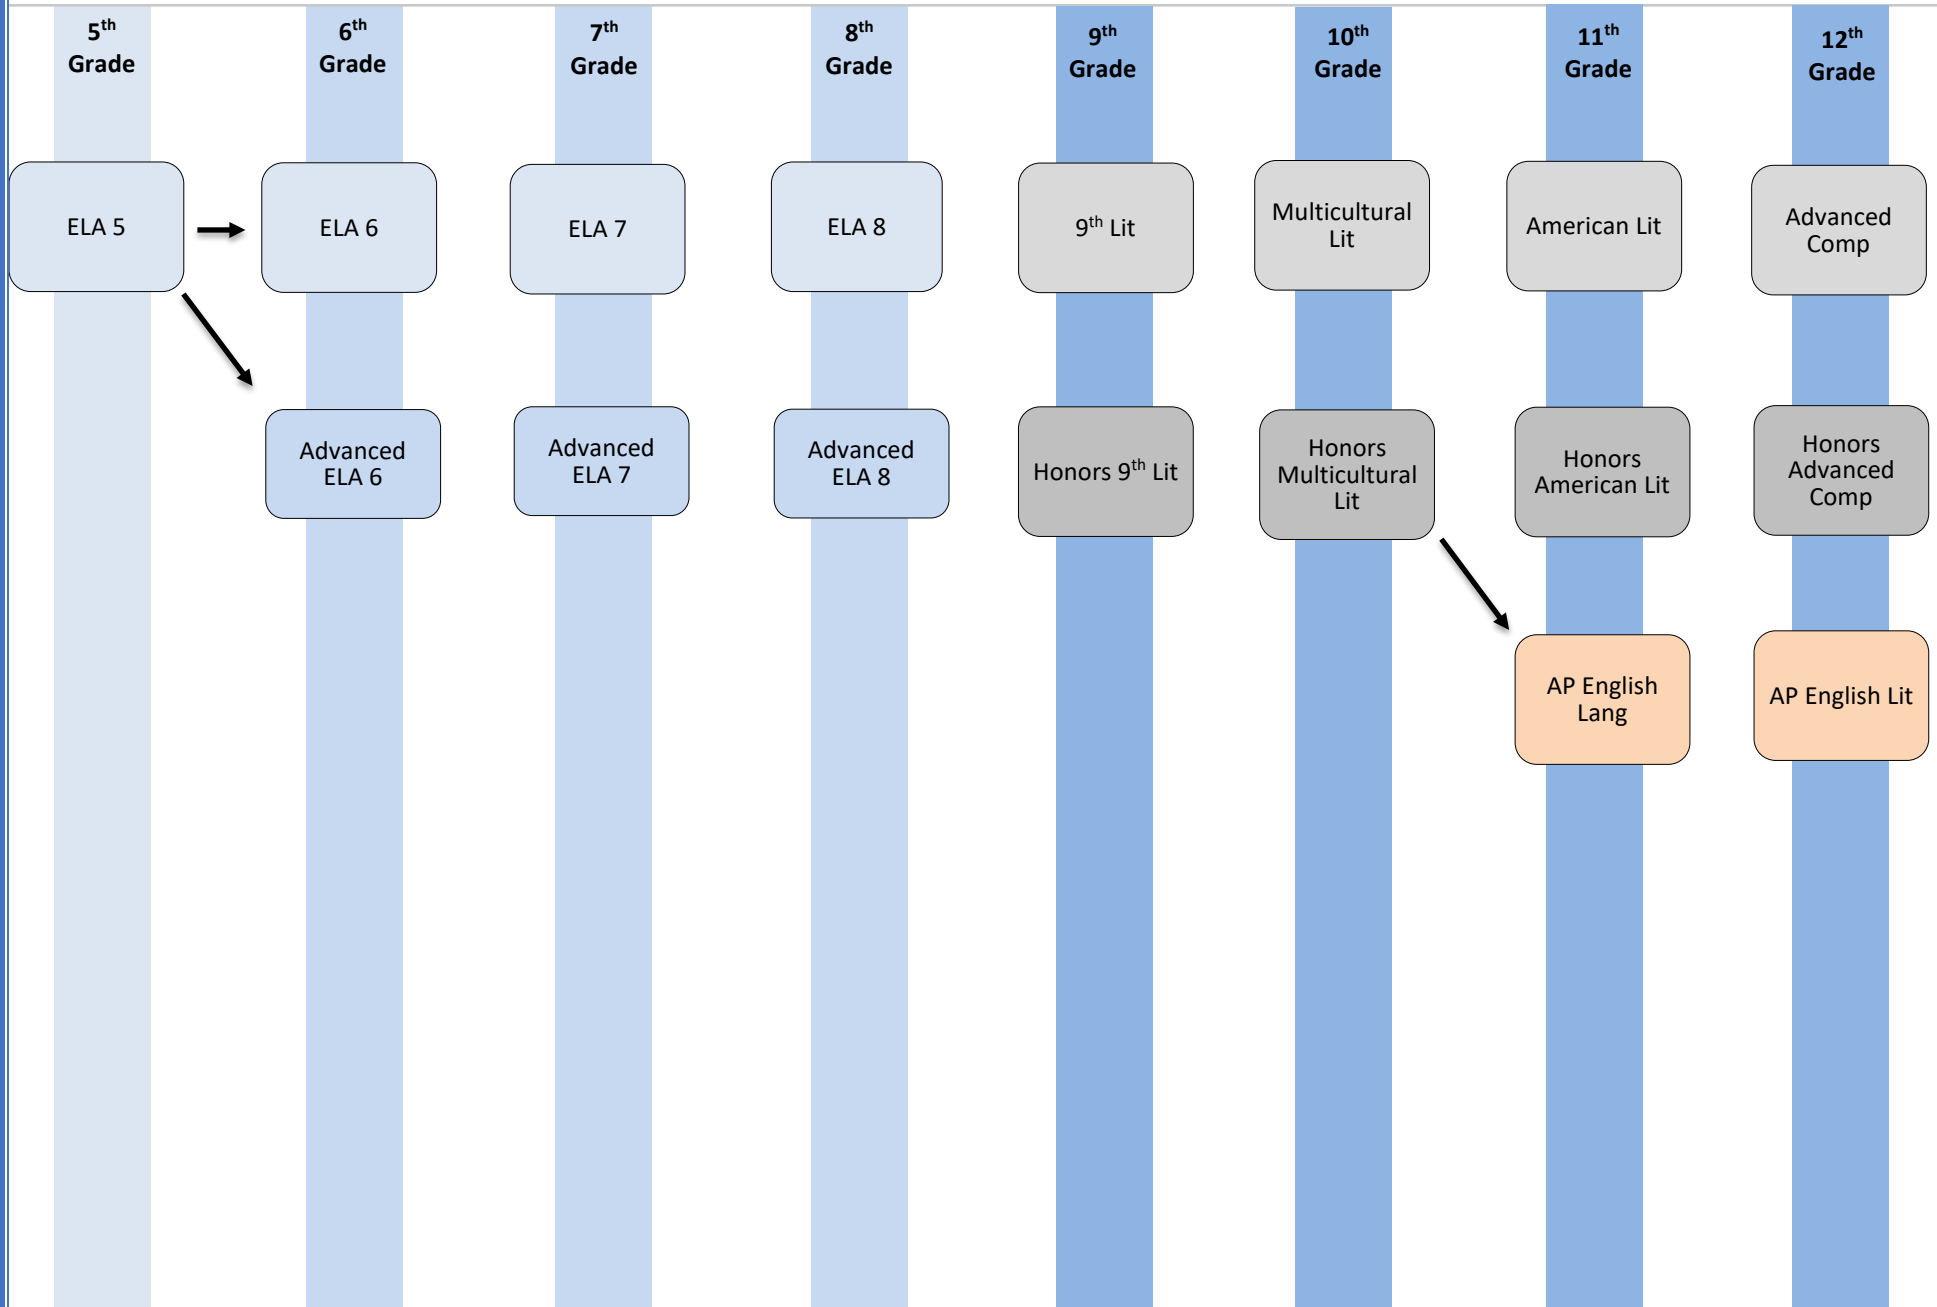 5th
Grade
6th
Grade
7th
Grade
8th
Grade
9th
Grade
10th
Grade
11th
Grade
12th
Grade
ELA 5
ELA 6
ELA 7
ELA 8
9th Lit
Multicultural
Lit
American Lit
Advanced
Comp
Advanced
ELA 6
Advanced
ELA 7
Advanced
ELA 8
Honors 9th Lit
Honors
Multicultural
Lit
Honors
American Lit
Honors
Advanced
Comp
AP English
Lang
AP English Lit